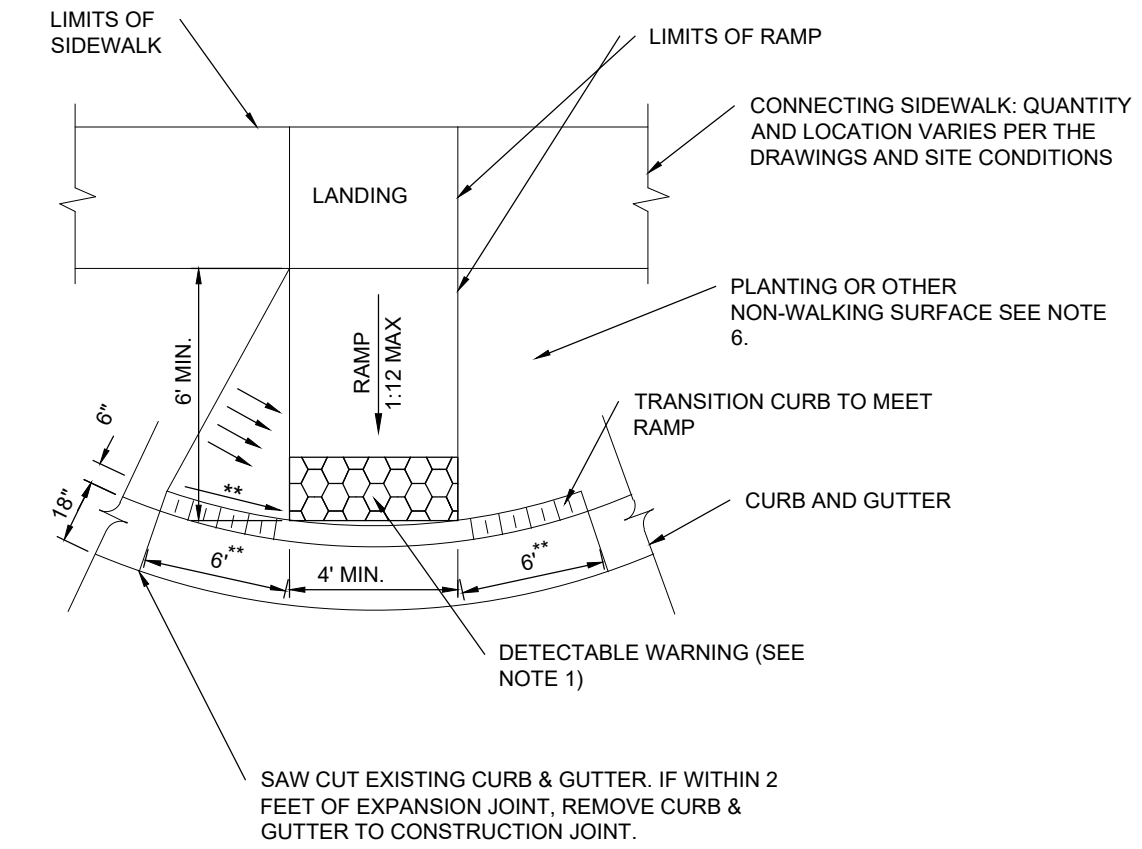 LIMITS OF
SIDEWALK
LIMITS OF RAMP
CONNECTING SIDEWALK: QUANTITY
AND LOCATION VARIES PER THE
DRAWINGS AND SITE CONDITIONS
LANDING
PLANTING OR OTHER
NON-WALKING SURFACE SEE NOTE
6.
6' MIN.
RAMP
1:12 MAX
TRANSITION CURB TO MEET
RAMP
6"
18"
**
CURB AND GUTTER
6'**
4' MIN.
6'**
DETECTABLE WARNING (SEE
NOTE 1)
SAW CUT EXISTING CURB & GUTTER. IF WITHIN 2
FEET OF EXPANSION JOINT, REMOVE CURB &
GUTTER TO CONSTRUCTION JOINT.